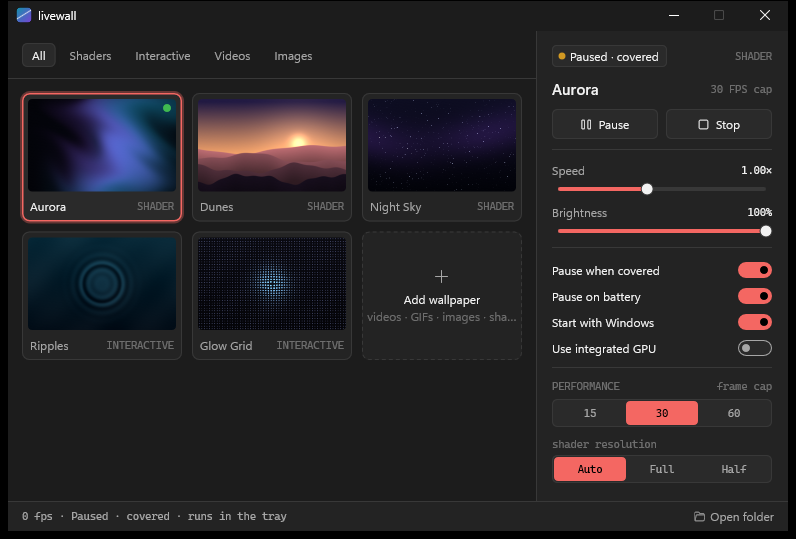 livewall
All Shaders Interactive Videos Images
Aurora SHADER
Dunes SHADER
Night Sky SHADER
Ripples INTERACTIVE
Glow Grid INTERACTIVE
Add wallpaper
videos · GIFs · images · sha...
Paused · covered SHADER
Aurora 30 FPS cap
Pause Stop
Speed 1.00×
Brightness 100%
Pause when covered
Pause on battery
Start with Windows
Use integrated GPU
PERFORMANCE frame cap
15 30 60
shader resolution
Auto Full Half
0 fps · Paused · covered · runs in the tray
Open folder